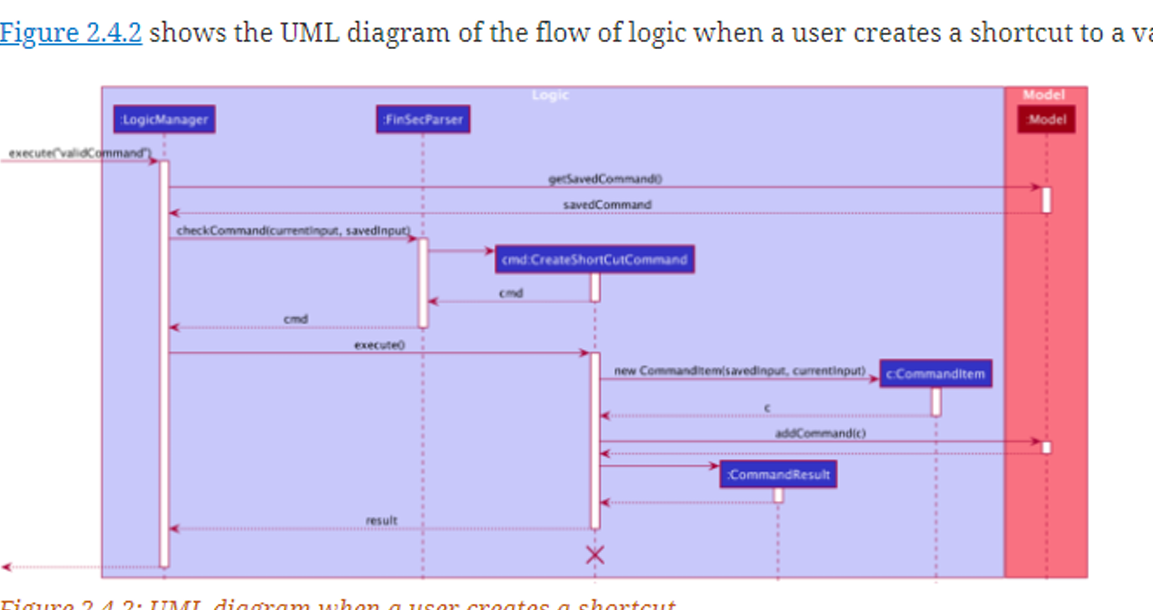 Figure 2.4.2 shows the UML diagram of the flow of logic when a user creates a shortcut to a
Logic
Model
:LogicManager
:FinSecParser
:Model
execute("validCommand")
getSavedCommand()
savedCommand
checkCommand(currentInput, savedInput)
cmd:CreateShortCutCommand
cmd
cmd
execute()
new CommandItem(savedInput, currentInput)
c:CommandItem
c
addCommand(c)
:CommandResult
result
Figure 2.4.2: UML diagram when a user creates a shortcut